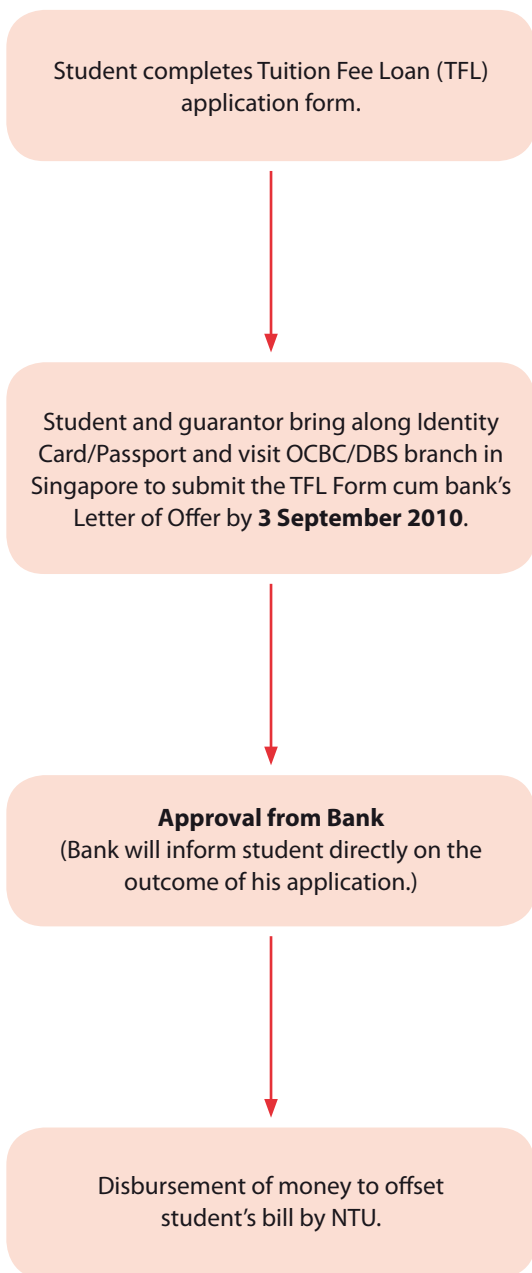 Student completes Tuition Fee Loan (TFL)
application form.
Student and guarantor bring along Identity
Card/Passport and visit OCBC/DBS branch in
Singapore to submit the TFL Form cum bank’s
Letter of Offer by 3 September 2010.
Approval from Bank
(Bank will inform student directly on the
outcome of his application.)
Disbursement of money to offset
student’s bill by NTU.